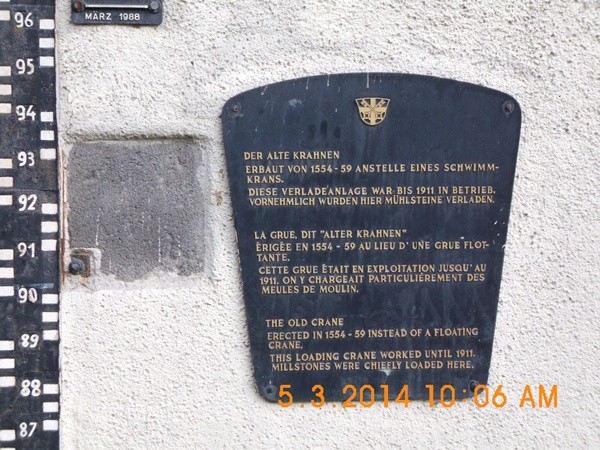 MÄRZ 1988
96
95
94
93
92
91
90
89
88
87
DER ALTE KRAHNEN
ERBAUT VON 1554 - 59 ANSTELLE EINES SCHWIMM-
KRANS.
DIESE VERLADEANLAGE WAR BIS 1911 IN BETRIEB.
VORNEHMLICH WURDEN HIER MÜHLSTEINE VERLADEN.
LA GRUE, DIT "ALTER KRAHNEN"
ÉRIGÉE EN 1554 - 59 AU LIEU D' UNE GRUE FLOT-
TANTE.
CETTE GRUE ÉTAIT EN EXPLOITATION JUSQU' AU
1911. ON Y CHARGEAIT PARTICULIÉREMENT DES
MEULES DE MOULIN.
THE OLD CRANE
ERECTED IN 1554 - 59 INSTEAD OF A FLOATING
CRANE.
THIS LOADING CRANE WORKED UNTIL 1911.
MILLSTONES WERE CHIEFLY LOADED HERE.
5.3.2014 10:06 AM